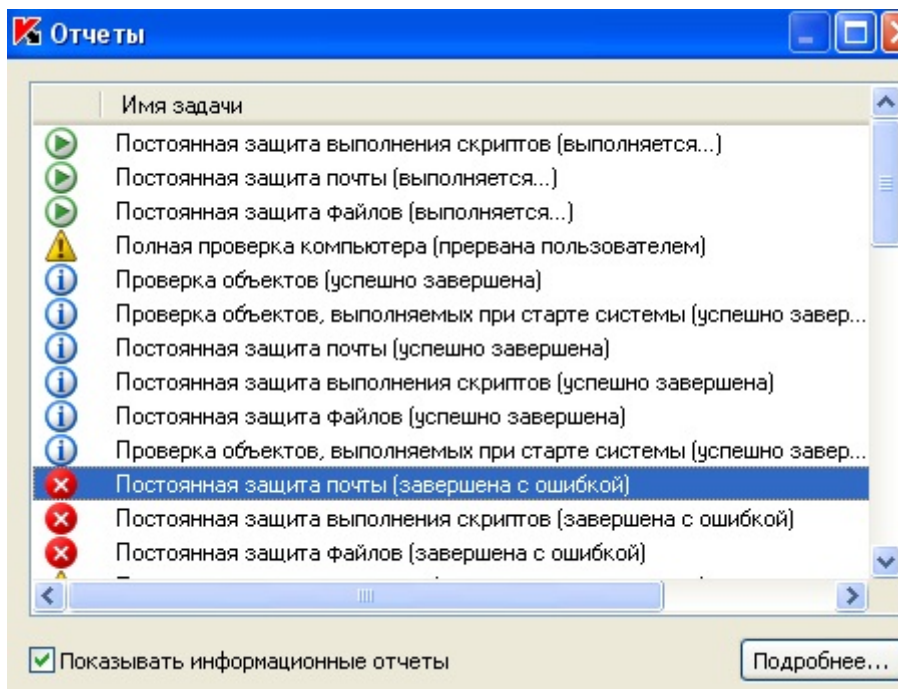 Отчеты
Имя задачи
Постоянная защита выполнения скриптов (выполняется...)
Постоянная защита почты (выполняется...)
Постоянная защита файлов (выполняется...)
Полная проверка компьютера (прервана пользователем)
Проверка объектов (успешно завершена)
Проверка объектов, выполняемых при старте системы (успешно завер...
Постоянная защита почты (успешно завершена)
Постоянная защита выполнения скриптов (успешно завершена)
Постоянная защита файлов (успешно завершена)
Проверка объектов, выполняемых при старте системы (успешно завер...
Постоянная защита почты (завершена с ошибкой)
Постоянная защита выполнения скриптов (завершена с ошибкой)
Постоянная защита файлов (завершена с ошибкой)
Показывать информационные отчеты
Подробнее...